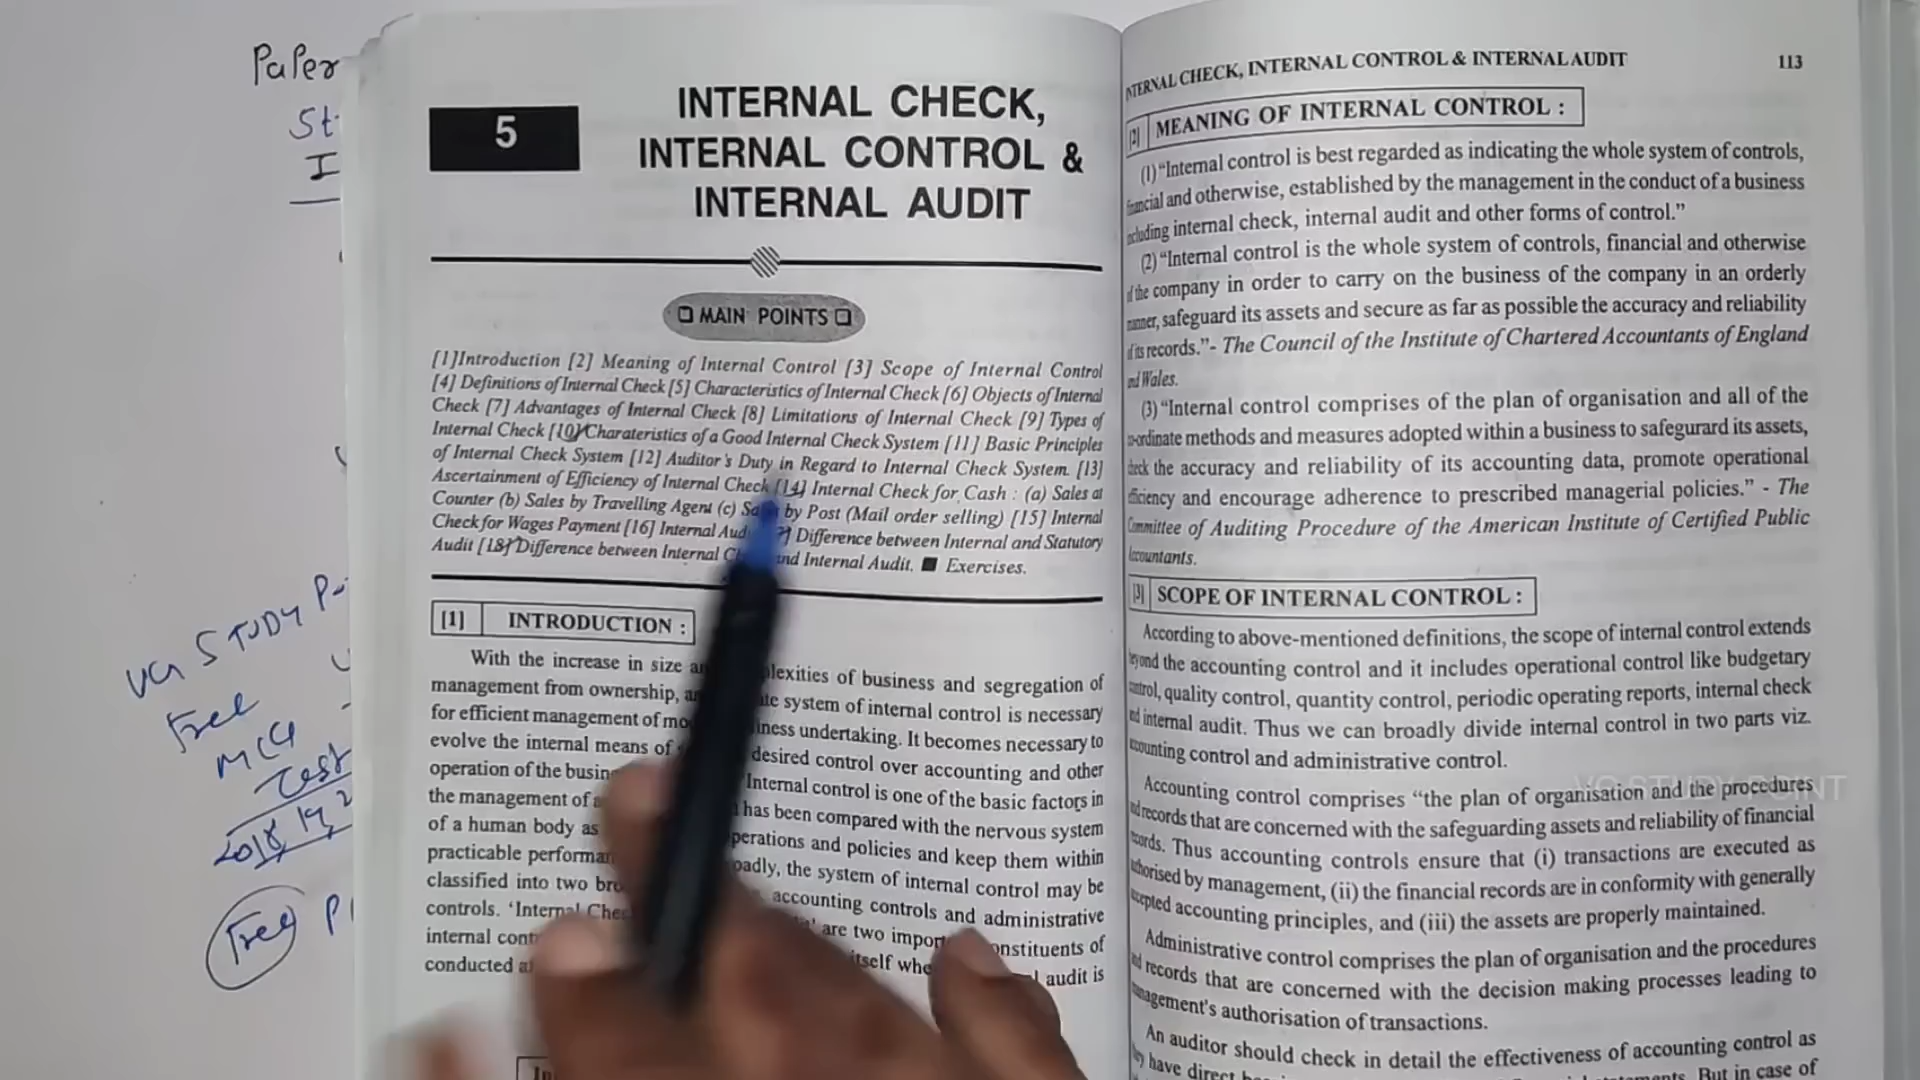 Paper
St
I
VG STUDY P
Free
MCQ
Test
2018, 19, 2
Free P
5
INTERNAL CHECK,
INTERNAL CONTROL &
INTERNAL AUDIT
MAIN POINTS
[1]Introduction [2] Meaning of Internal Control [3] Scope of Internal Control
[4] Definitions of Internal Check [5] Characteristics of Internal Check [6] Objects of Internal
Check [7] Advantages of Internal Check [8] Limitations of Internal Check [9] Types of
Internal Check [10] Charateristics of a Good Internal Check System [11] Basic Principles
of Internal Check System [12] Auditor's Duty in Regard to Internal Check System. [13]
Ascertainment of Efficiency of Internal Check [14] Internal Check for Cash : (a) Sales at
Counter (b) Sales by Travelling Agent (c) Sales by Post (Mail order selling) [15] Internal
Check for Wages Payment [16] Internal Difference between Internal and Statutory
Audit [18] Difference between Internal and Internal Audit. ■ Exercises.
[1] INTRODUCTION :
With the increase in size business and segregation of
management from ownership, system of internal control is necessary
for efficient management of undertaking. It becomes necessary to
evolve the internal means of desired control over accounting and other
operation of the Internal control is one of the basic factors in
the management of has been compared with the nervous system
of a human body as operations and policies and keep them within
practicable the system of internal control may be
classified into two accounting controls and administrative
controls. 'Internal are two constituents of
internal itself audit is
conducted
INTERNAL CHECK, INTERNAL CONTROL & INTERNAL AUDIT 113
[2] MEANING OF INTERNAL CONTROL :
(1) "Internal control is best regarded as indicating the whole system of controls,
financial and otherwise, established by the management in the conduct of a business
including internal check, internal audit and other forms of control."
(2) "Internal control is the whole system of controls, financial and otherwise
of the company in order to carry on the business of the company in an orderly
manner, safeguard its assets and secure as far as possible the accuracy and reliability
of its records."- The Council of the Institute of Chartered Accountants of England
and Wales.
(3) "Internal control comprises of the plan of organisation and all of the
co-ordinate methods and measures adopted within a business to safegurard its assets,
check the accuracy and reliability of its accounting data, promote operational
efficiency and encourage adherence to prescribed managerial policies." - The
Committee of Auditing Procedure of the American Institute of Certified Public
Accountants.
[3] SCOPE OF INTERNAL CONTROL :
According to above-mentioned definitions, the scope of internal control extends
beyond the accounting control and it includes operational control like budgetary
control, quality control, quantity control, periodic operating reports, internal check
and internal audit. Thus we can broadly divide internal control in two parts viz.
accounting control and administrative control.
VG STUDY POINT
Accounting control comprises "the plan of organisation and the procedures
and records that are concerned with the safeguarding assets and reliability of financial
records. Thus accounting controls ensure that (i) transactions are executed as
authorised by management, (ii) the financial records are in conformity with generally
accepted accounting principles, and (iii) the assets are properly maintained.
Administrative control comprises the plan of organisation and the procedures
and records that are concerned with the decision making processes leading to
management's authorisation of transactions.
An auditor should check in detail the effectiveness of accounting control as
they have direct But in case of